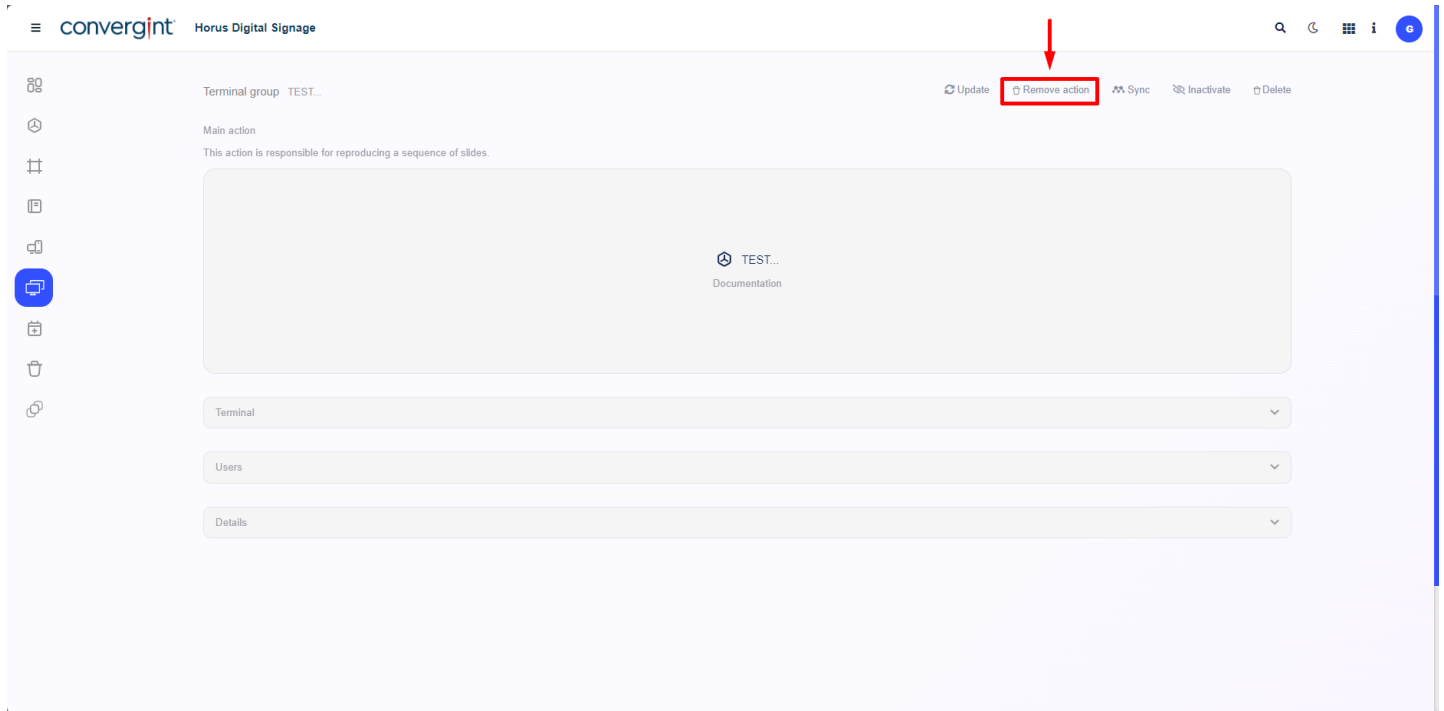 convergint Horus Digital Signage
G
Terminal group TEST...
Update Remove action Sync Inactivate Delete
Main action
This action is responsible for reproducing a sequence of slides.
TEST...
Documentation
Terminal
Users
Details